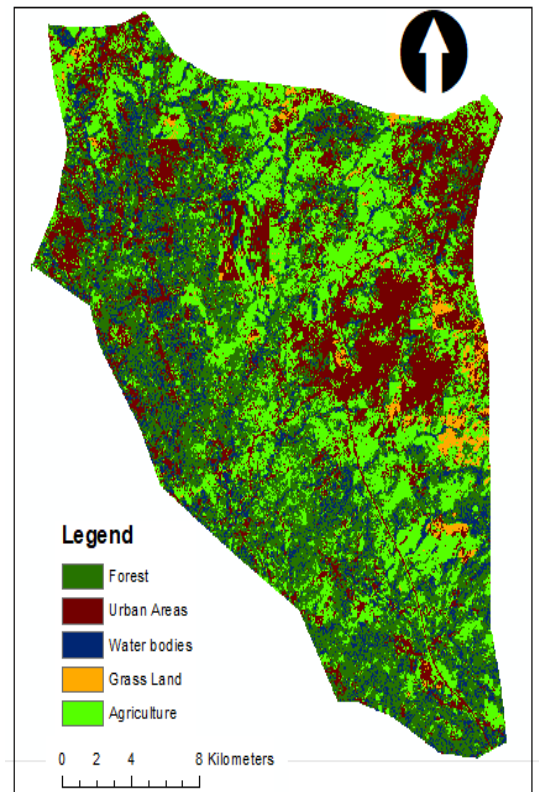 Legend
Forest
Urban Areas
Water bodies
Grass Land
Agriculture
0 2 4 8 Kilometers